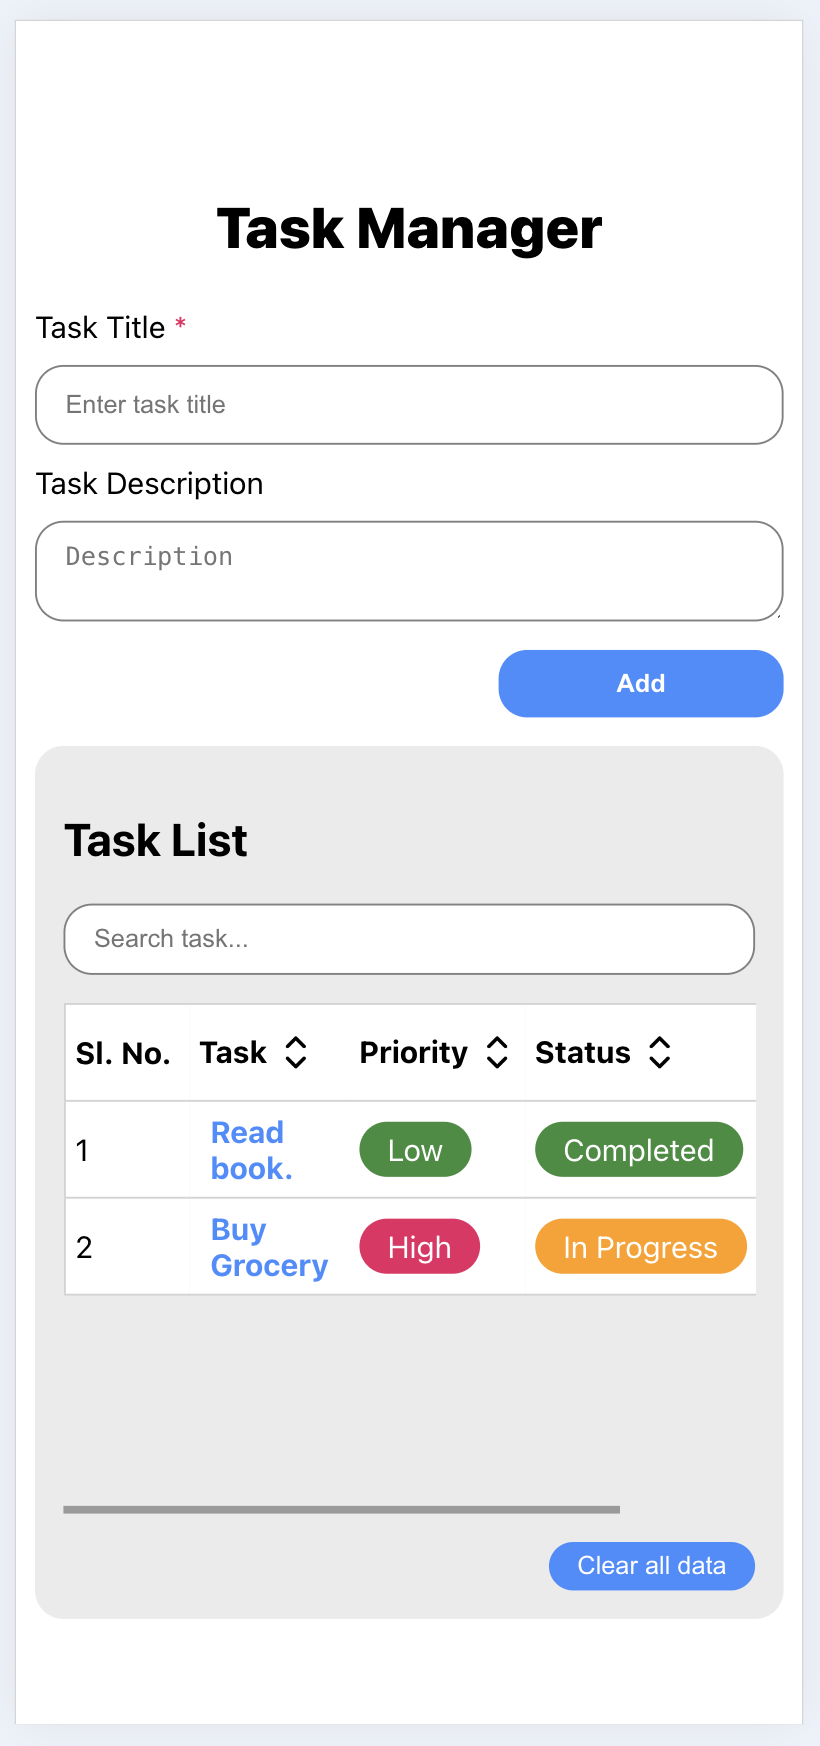 Task Manager
Task Title *
Enter task title
Task Description
Description
Add
Task List
Search task...
Sl. No. Task Priority Status
1 Read book. Low Completed
2 Buy Grocery High In Progress
Clear all data